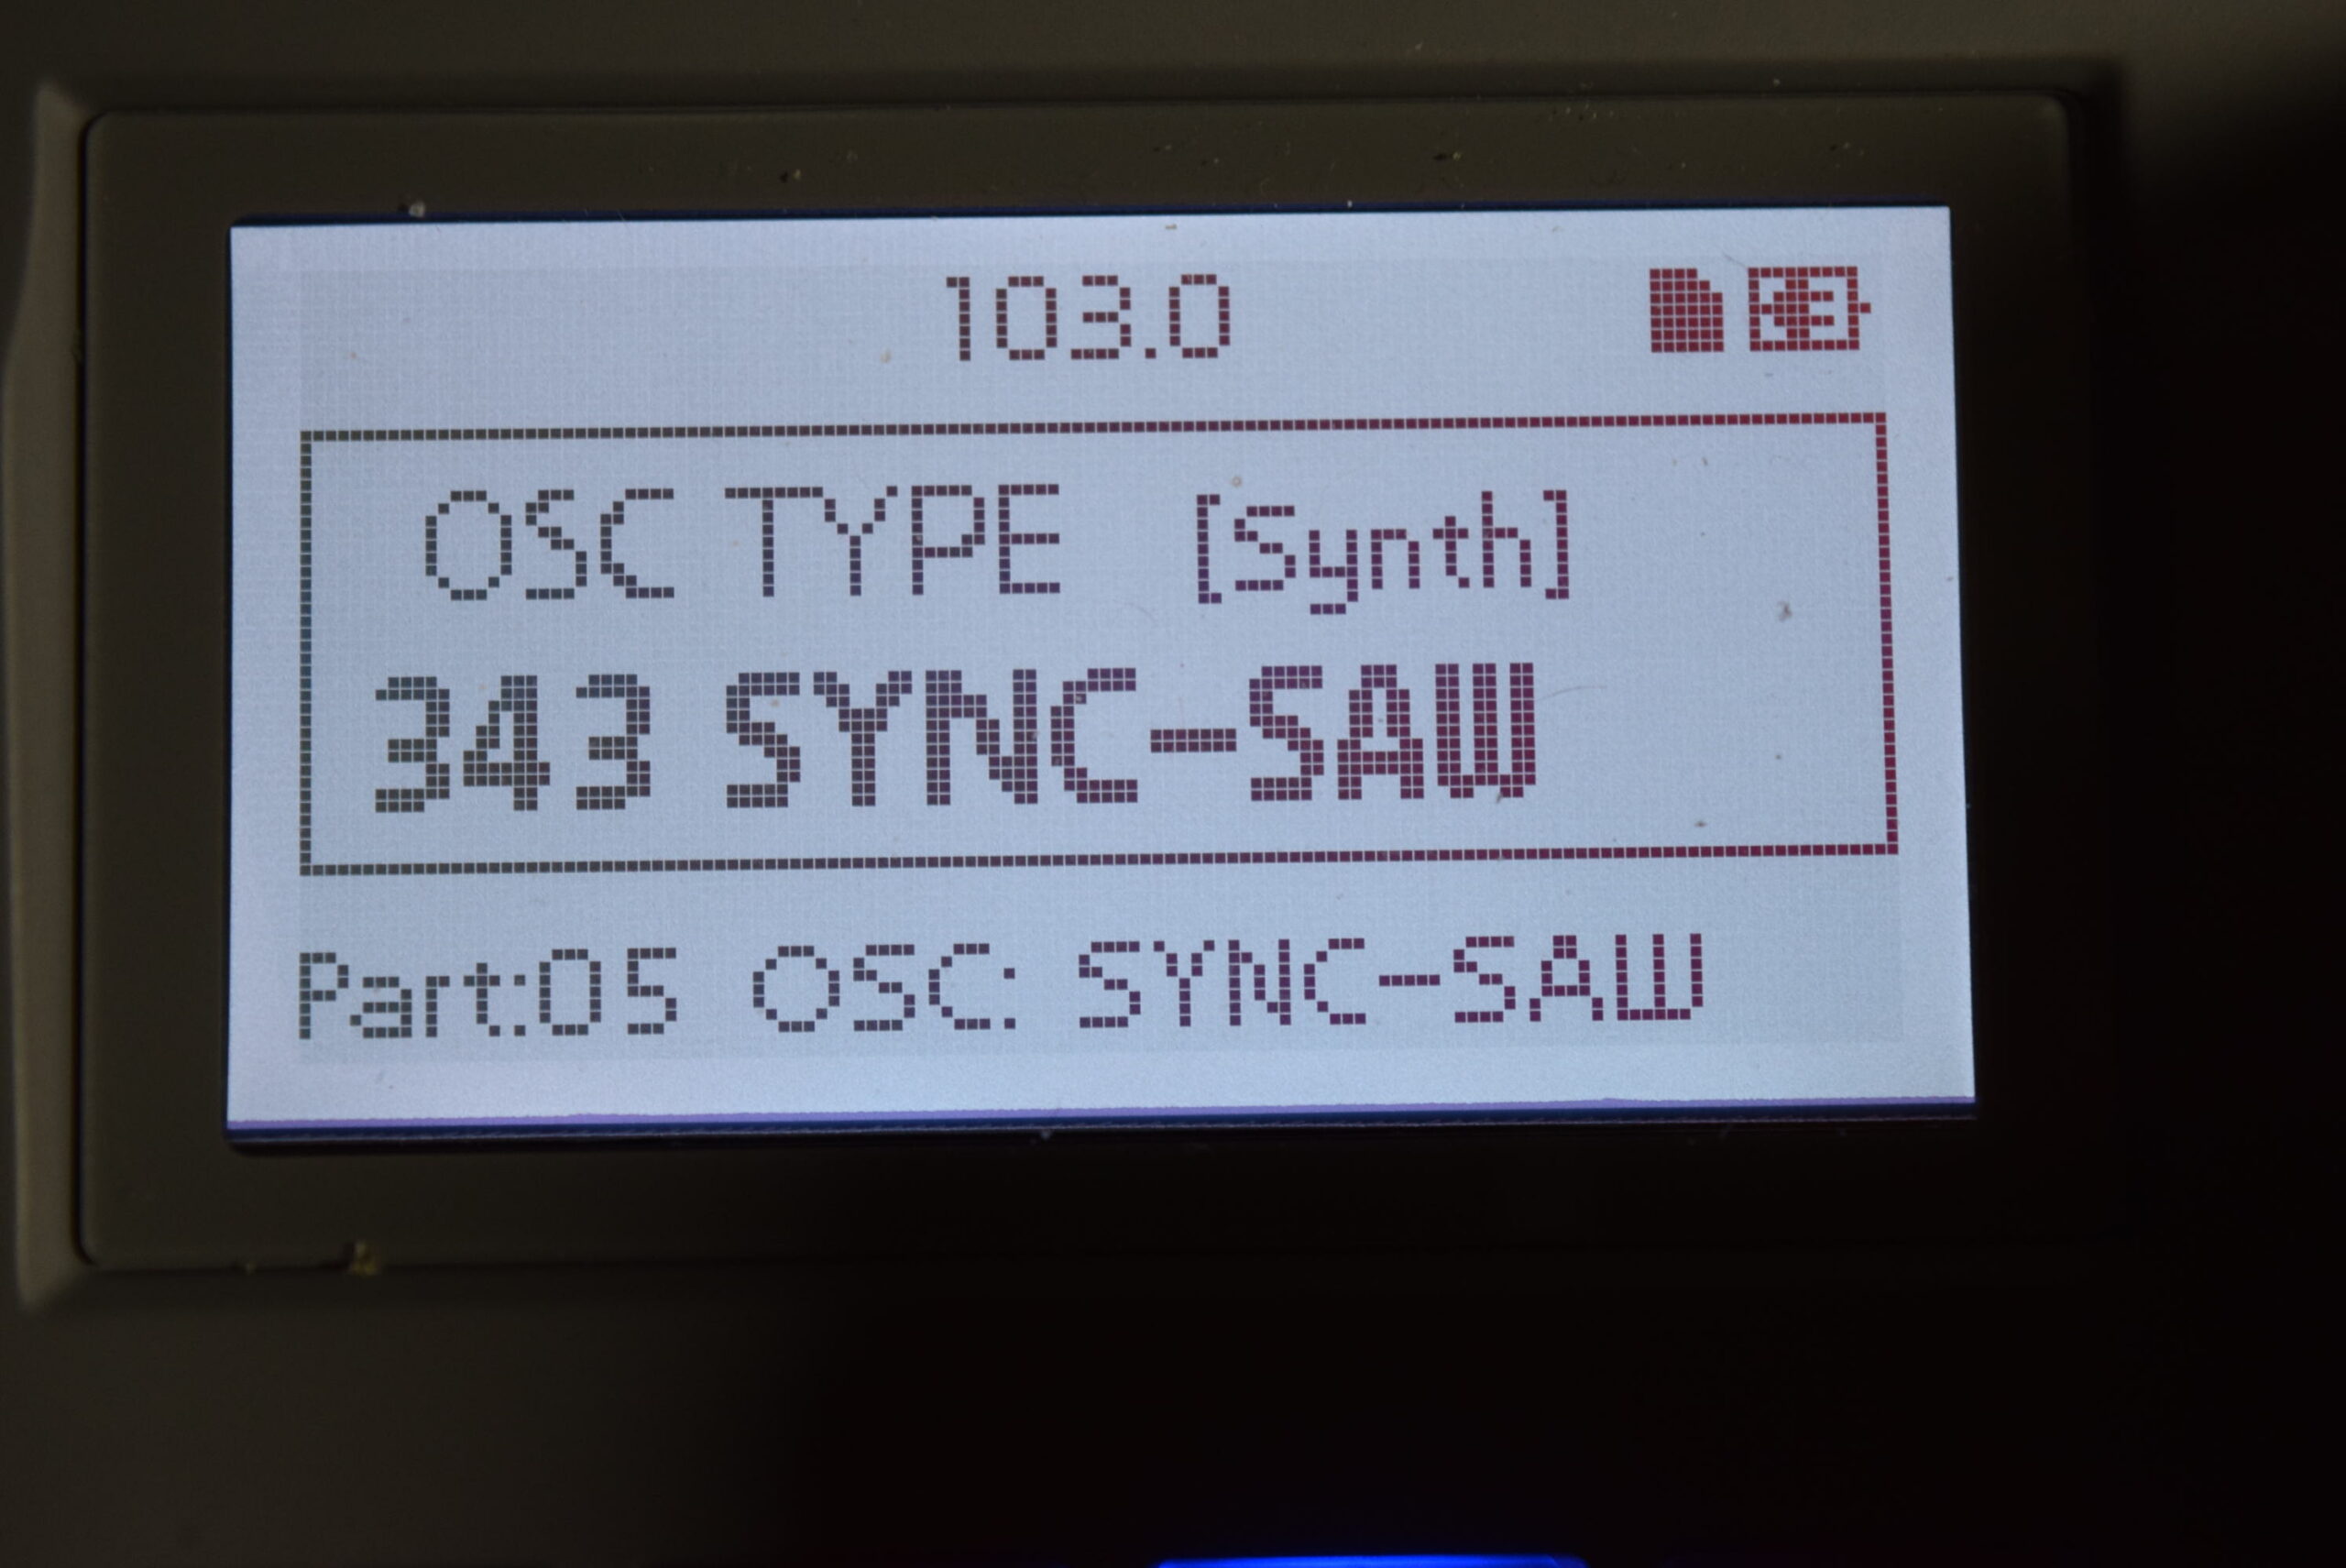 103.0
OSC TYPE [Synth]
343 SYNC-SAW
Part:05 OSC: SYNC-SAW